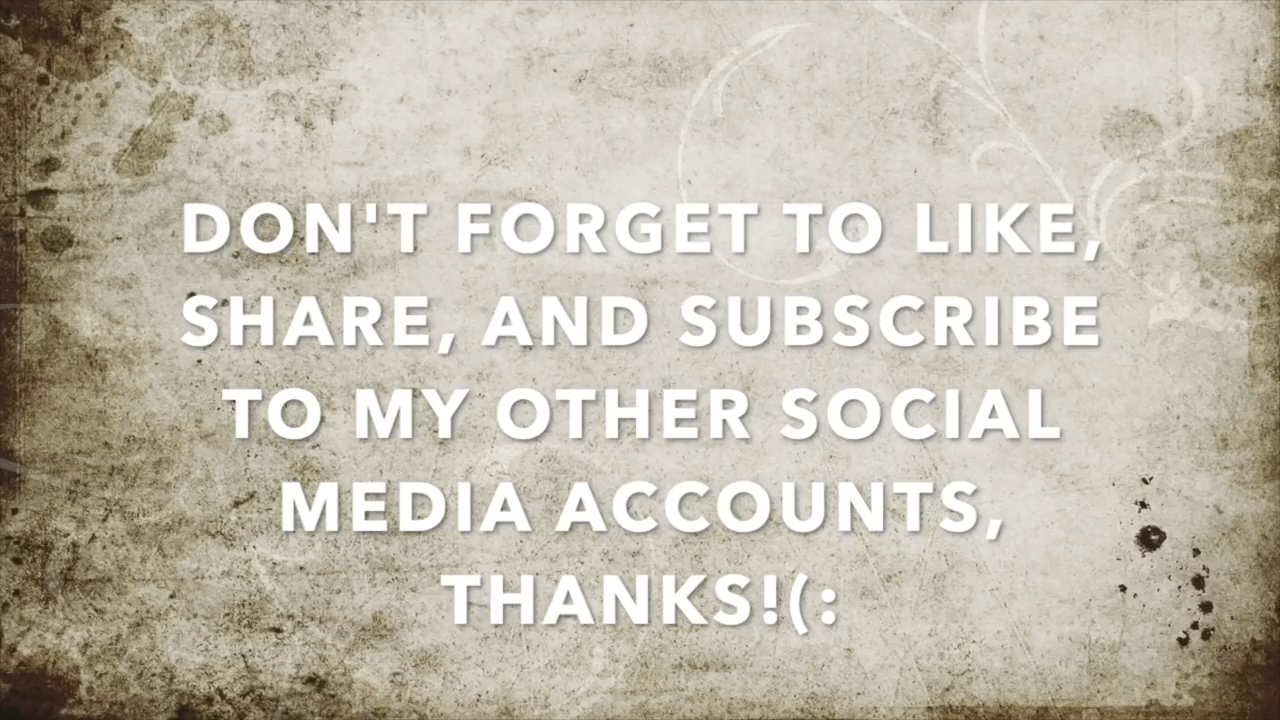 DON'T FORGET TO LIKE,
SHARE, AND SUBSCRIBE
TO MY OTHER SOCIAL
MEDIA ACCOUNTS,
THANKS!(: